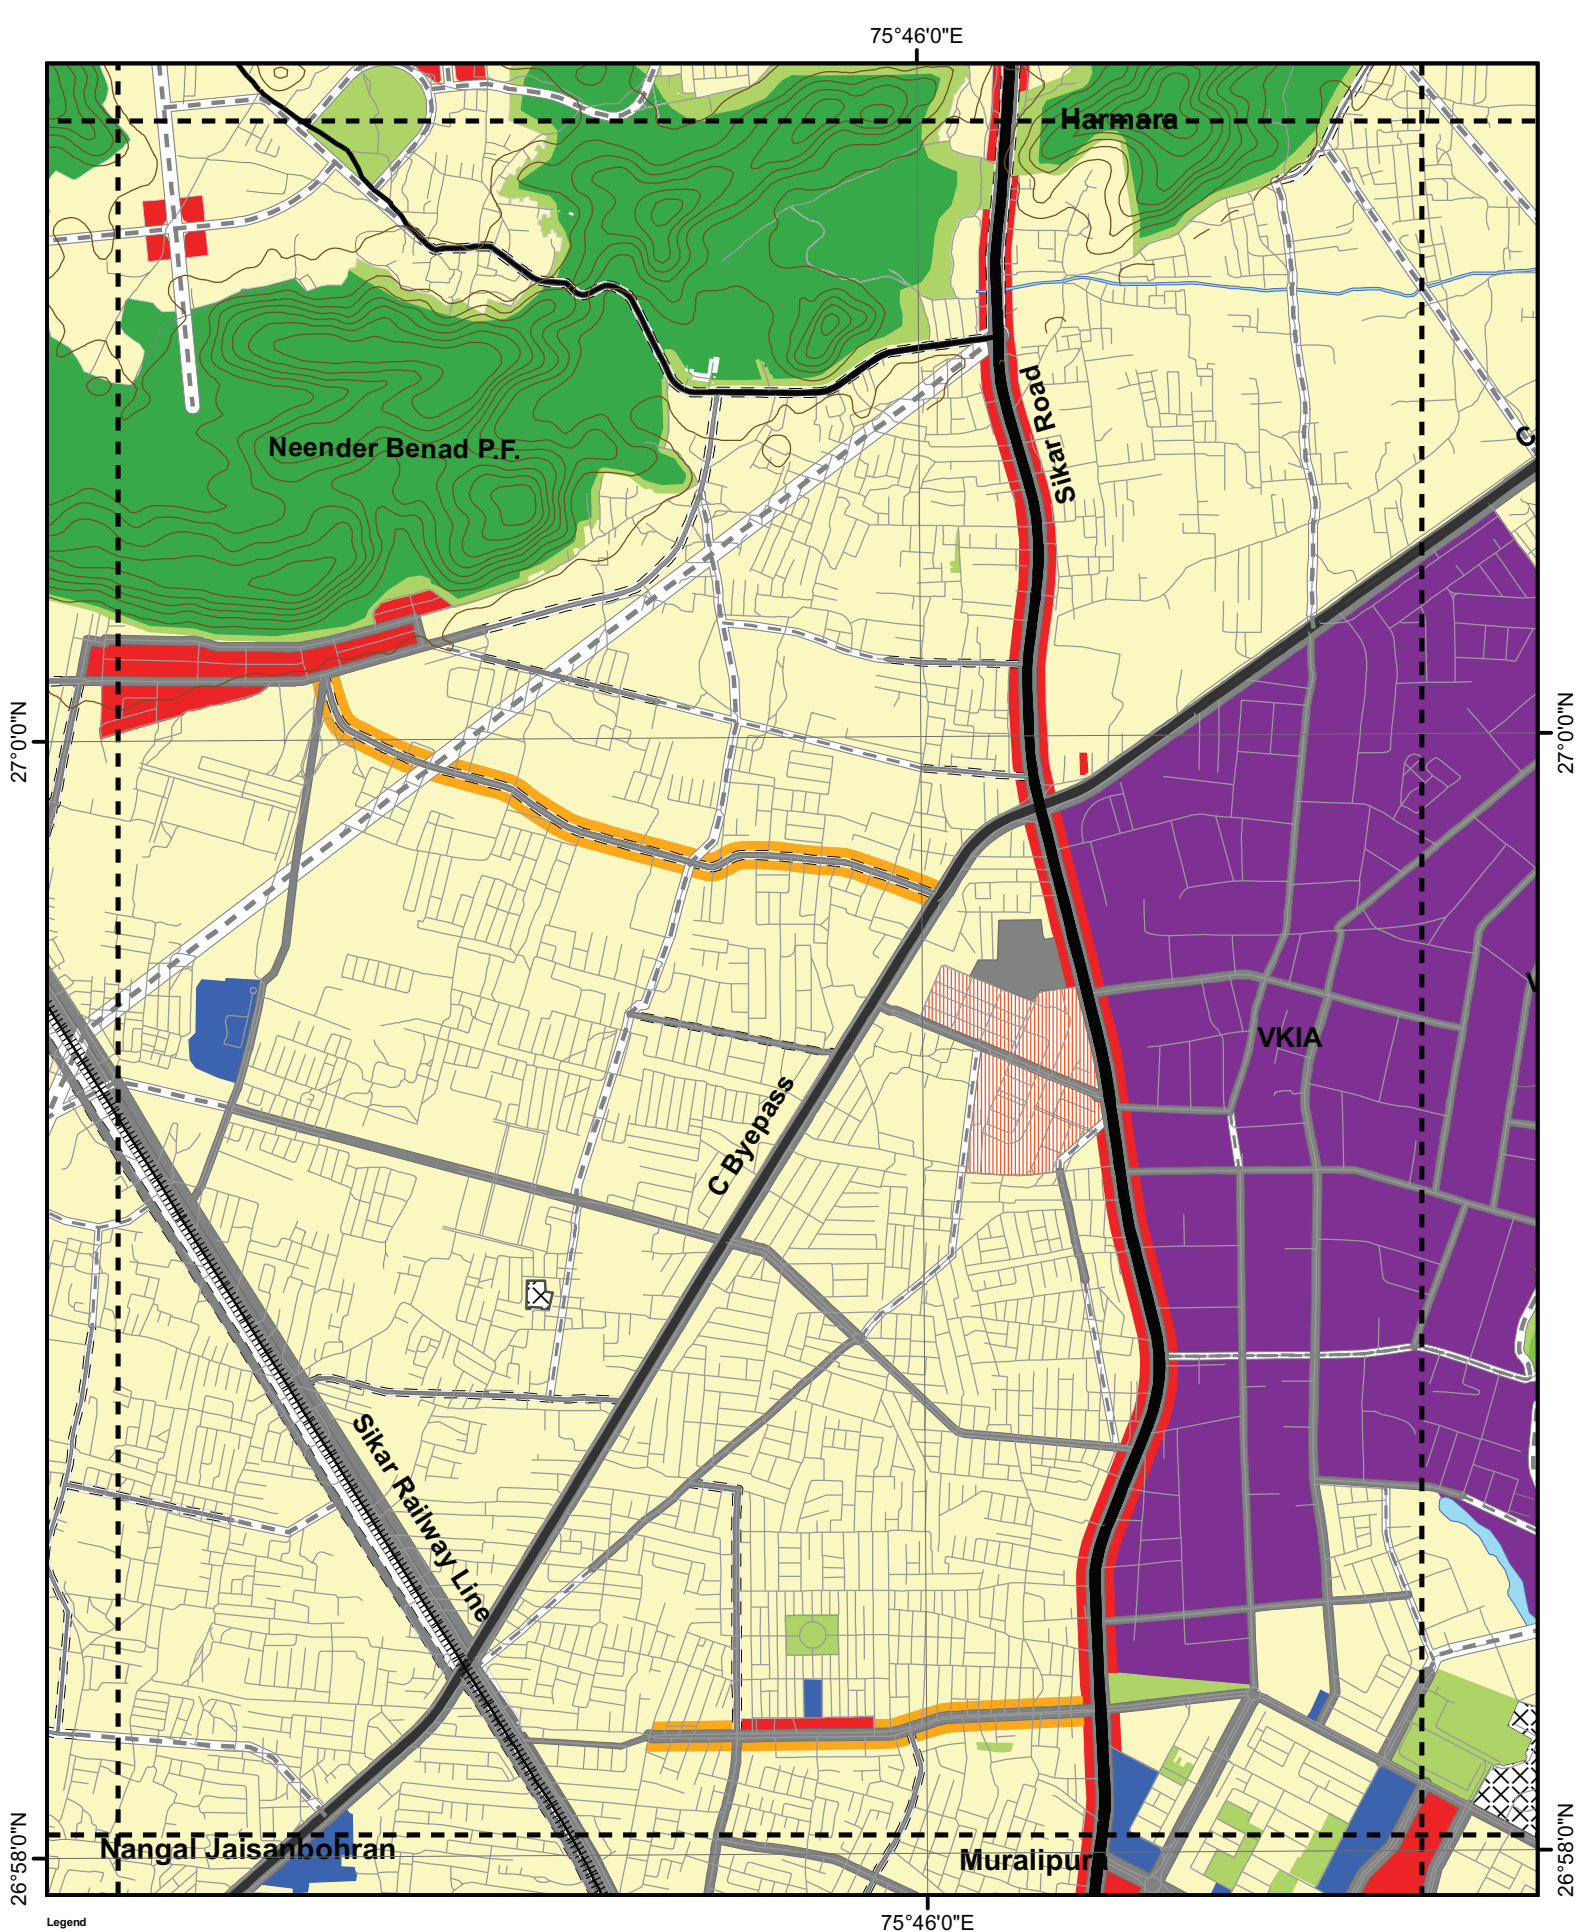 75°46'0"E
Harmara
Sikar Road
Neender Benad P.F.
C
27°0'0"N
27°0'0"N
V
VKIA
C Byepass
Sikar Railway Line
Nangal Jaisanbohran
Muralipura
26°58'0"N
26°58'0"N
75°46'0"E
Legend